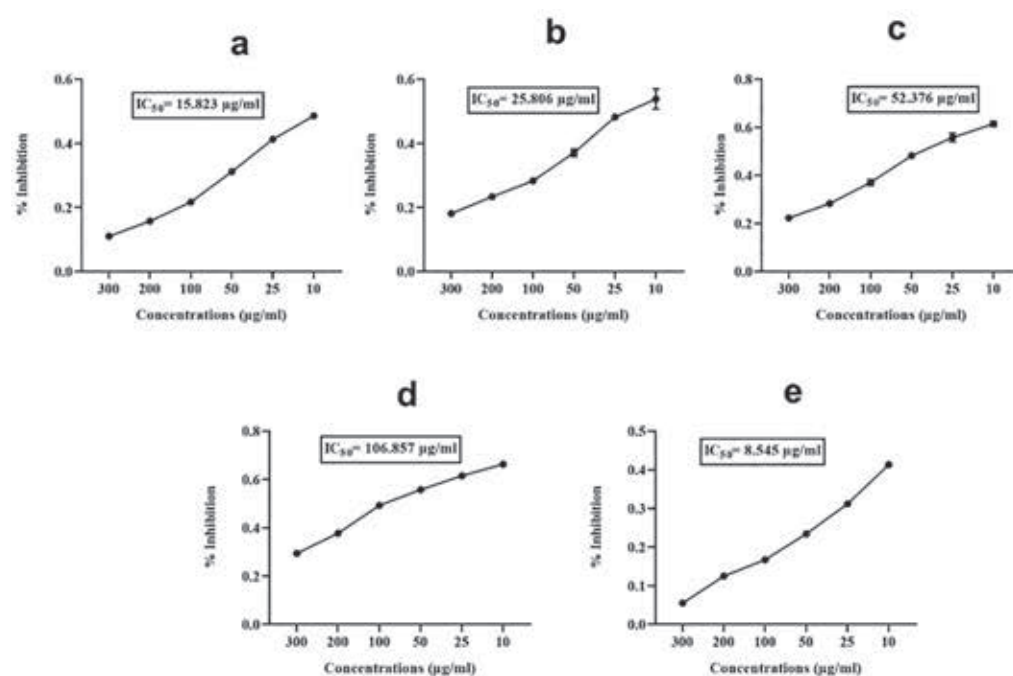 a
b
c
0.6
0.4
0.2
0.0
% Inhibition
IC50= 15.823 µg/ml
300 200 100 50 25 10
Concentrations (µg/ml)
0.6
0.4
0.2
0.0
% Inhibition
IC50= 25.806 µg/ml
300 200 100 50 25 10
Concentrations (µg/ml)
0.8
0.6
0.4
0.2
0.0
% Inhibition
IC50= 52.376 µg/ml
300 200 100 50 25 10
Concentrations (µg/ml)
d
e
0.8
0.6
0.4
0.2
0.0
% Inhibition
IC50= 106.857 µg/ml
300 200 100 50 25 10
Concentrations (µg/ml)
0.5
0.4
0.3
0.2
0.1
0.0
% Inhibition
IC50= 8.545 µg/ml
300 200 100 50 25 10
Concentrations (µg/ml)